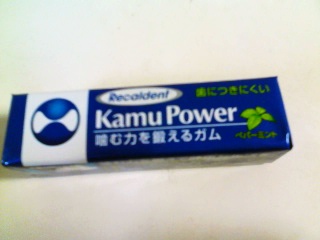 Recaldent
歯につきにくい
Kamu Power
噛む力を鍛えるガム
ペパーミント